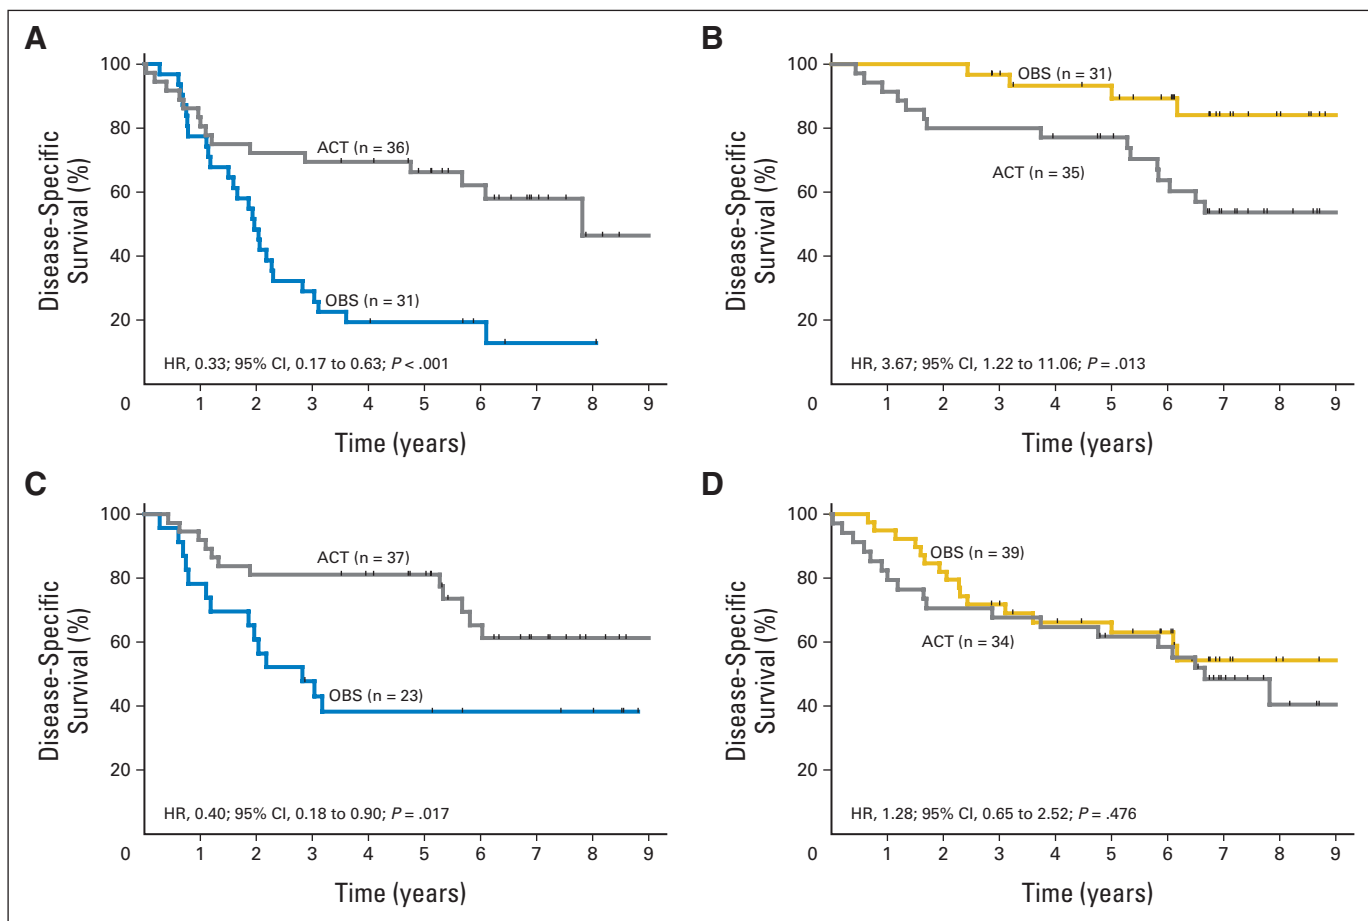 A
Disease-Specific
Survival (%)
100
80
60
40
20
0
1 2 3 4 5 6 7 8 9
Time (years)
ACT (n = 36)
OBS (n = 31)
HR, 0.33; 95% CI, 0.17 to 0.63; P < .001
B
Disease-Specific
Survival (%)
100
80
60
40
20
0
1 2 3 4 5 6 7 8 9
Time (years)
OBS (n = 31)
ACT (n = 35)
HR, 3.67; 95% CI, 1.22 to 11.06; P = .013
C
Disease-Specific
Survival (%)
100
80
60
40
20
0
1 2 3 4 5 6 7 8 9
Time (years)
ACT (n = 37)
OBS (n = 23)
HR, 0.40; 95% CI, 0.18 to 0.90; P = .017
D
Disease-Specific
Survival (%)
100
80
60
40
20
0
1 2 3 4 5 6 7 8 9
Time (years)
OBS (n = 39)
ACT (n = 34)
HR, 1.28; 95% CI, 0.65 to 2.52; P = .476